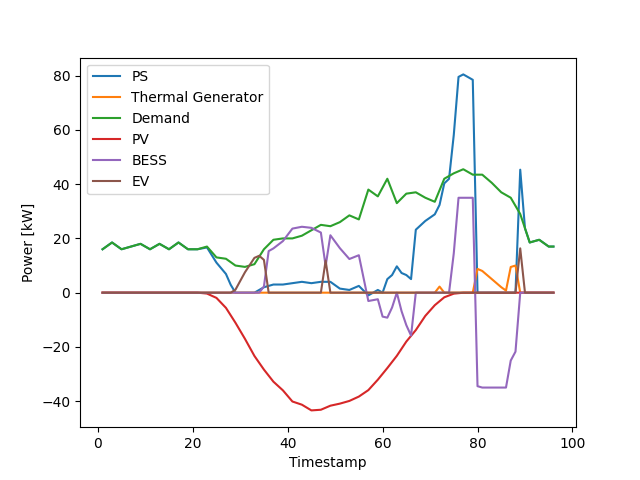 PS
Thermal Generator
Demand
PV
BESS
EV
Power [kW]
80
60
40
20
0
−20
−40
0 20 40 60 80 100
Timestamp